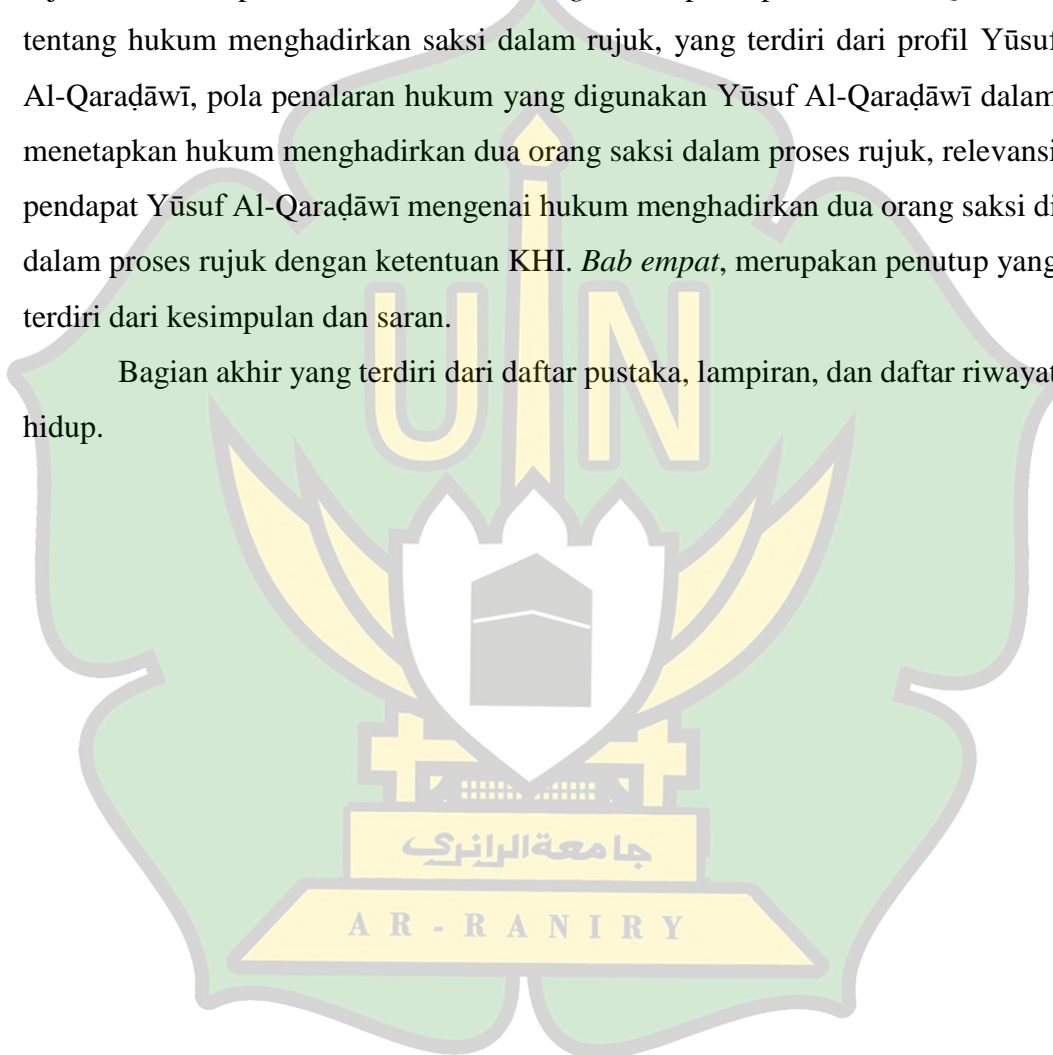 tentang hukum menghadirkan saksi dalam rujuk, yang terdiri dari profil Yūsuf
Al-Qaraḍāwī, pola penalaran hukum yang digunakan Yūsuf Al-Qaraḍāwī dalam
menetapkan hukum menghadirkan dua orang saksi dalam proses rujuk, relevansi
pendapat Yūsuf Al-Qaraḍāwī mengenai hukum menghadirkan dua orang saksi di
dalam proses rujuk dengan ketentuan KHI. Bab empat, merupakan penutup yang
terdiri dari kesimpulan dan saran.
Bagian akhir yang terdiri dari daftar pustaka, lampiran, dan daftar riwayat
hidup.
UIN
جامعة الرانري
AR-RANIRY